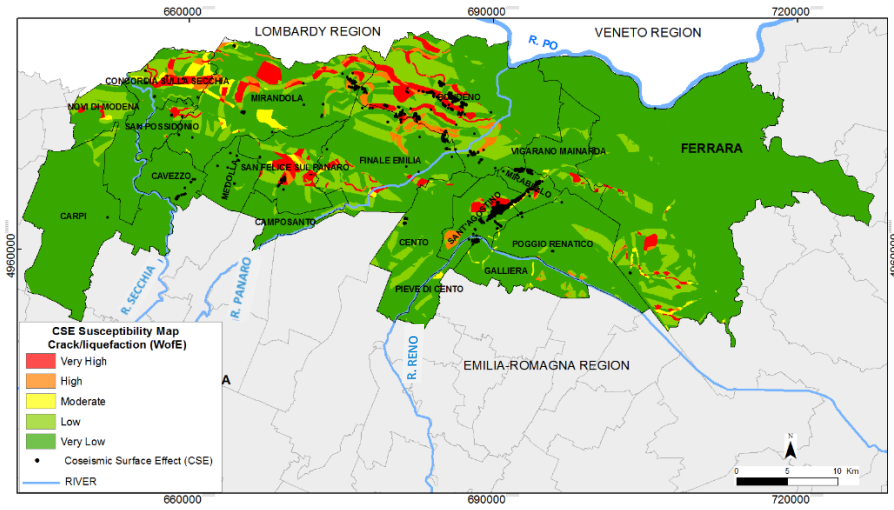 660000
690000
720000
LOMBARDY REGION
VENETO REGION
R. PO
CONCORDIA SULLA SECCHIA
MIRANDOLA
BONDENO
NOVI DI MODENA
SAN POSSIDONIO
FERRARA
VIGARANO MAINARDA
FINALE EMILIA
SAN FELICE SUL PANARO
CAVEZZO
MEDOLLA
MIRABELLO
CARPI
CAMPOSANTO
SANT'AGOSTINO
CENTO
POGGIO RENATICO
4960000
4960000
GALLIERA
R. SECCHIA
R. PANARO
PIEVE DI CENTO
R. RENO
EMILIA-ROMAGNA REGION
A
CSE Susceptibility Map
Crack/liquefaction (WofE)
Very High
High
Moderate
Low
Very Low
Coseismic Surface Effect (CSE)
RIVER
N
0 5 10 Km
660000
690000
720000